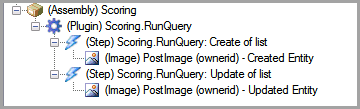 (Assembly) Scoring
(Plugin) Scoring.RunQuery
(Step) Scoring.RunQuery: Create of list
(Image) PostImage (ownerid) - Created Entity
(Step) Scoring.RunQuery: Update of list
(Image) PostImage (ownerid) - Updated Entity